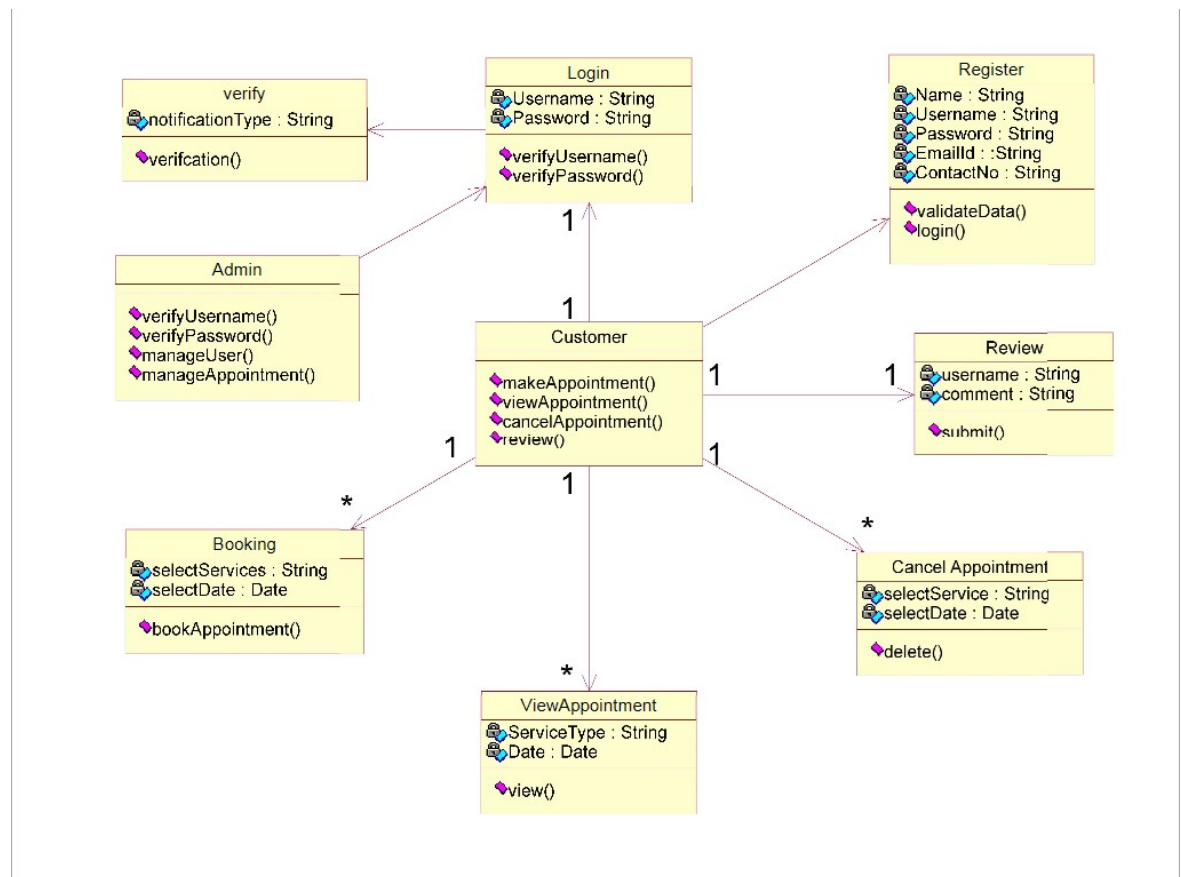 verify
notificationType : String
verifcation()
Login
Username : String
Password : String
verifyUsername()
verifyPassword()
Register
Name : String
Username : String
Password : String
EmailId : :String
ContactNo : String
validateData()
login()
Admin
verifyUsername()
verifyPassword()
manageUser()
manageAppointment()
1
1
Customer
makeAppointment()
viewAppointment()
cancelAppointment()
review()
1
1
Review
username : String
comment : String
submit()
1
*
1
*
1
*
Booking
selectServices : String
selectDate : Date
bookAppointment()
ViewAppointment
ServiceType : String
Date : Date
view()
Cancel Appointment
selectService : String
selectDate : Date
delete()